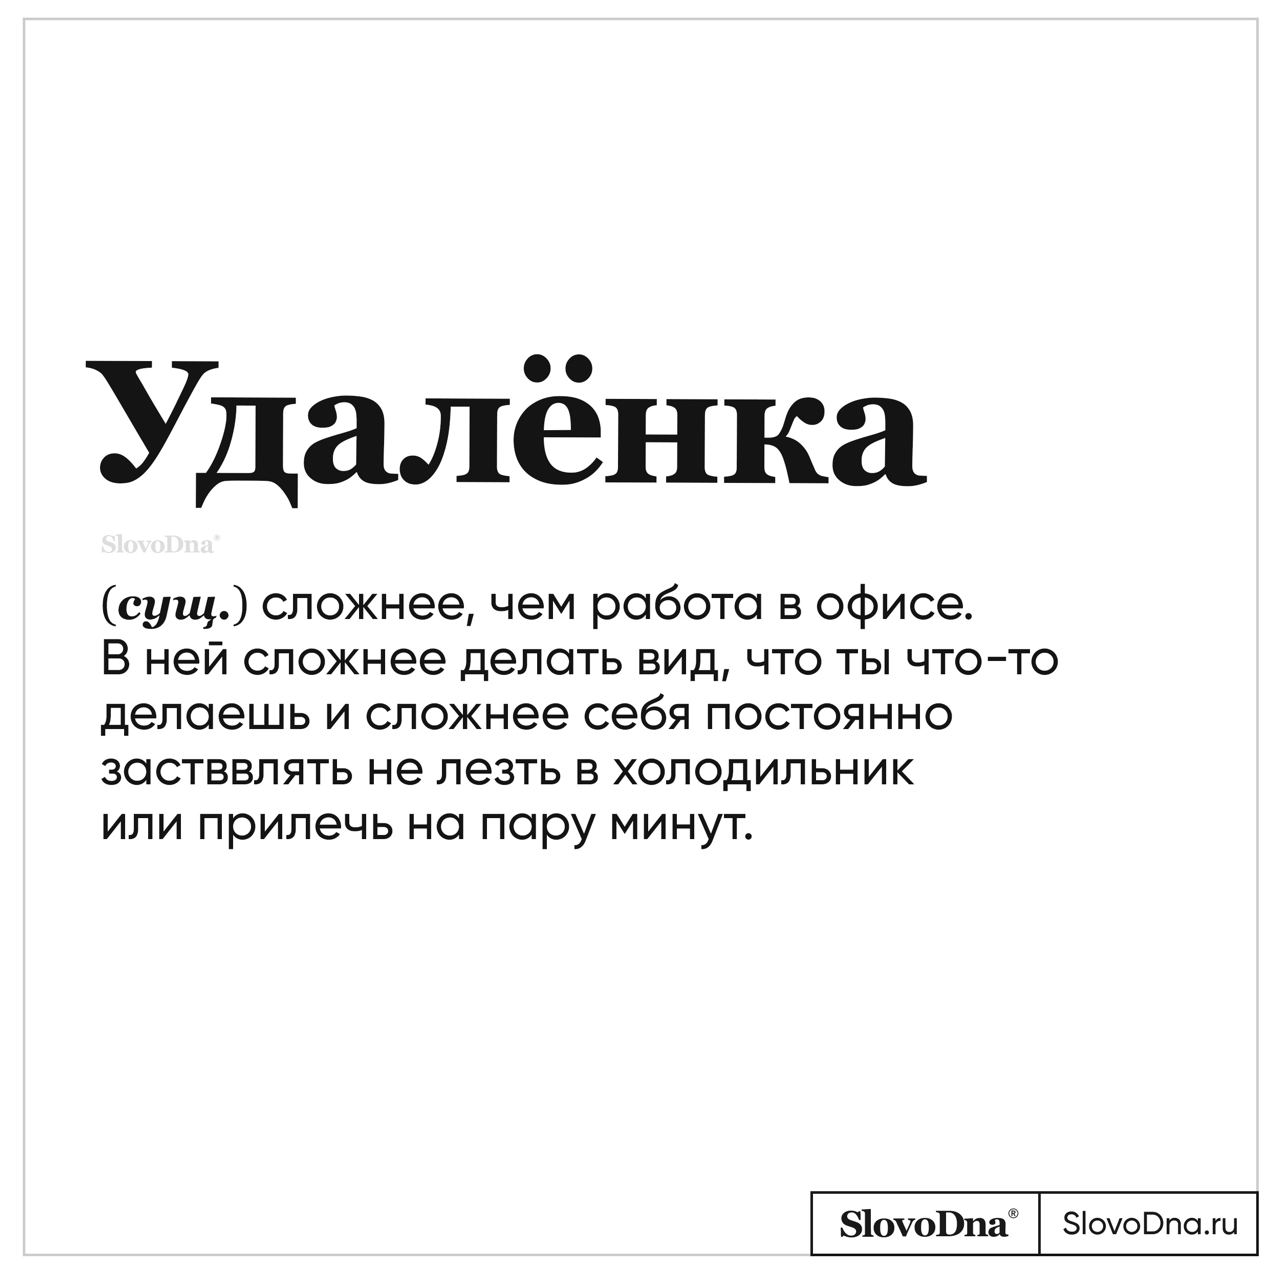 Удалёнка
SlovoDna®
(сущ.) сложнее, чем работа в офисе.
В ней сложнее делать вид, что ты что-то
делаешь и сложнее себя постоянно
застввлять не лезть в холодильник
или прилечь на пару минут.
SlovoDna® SlovoDna.ru